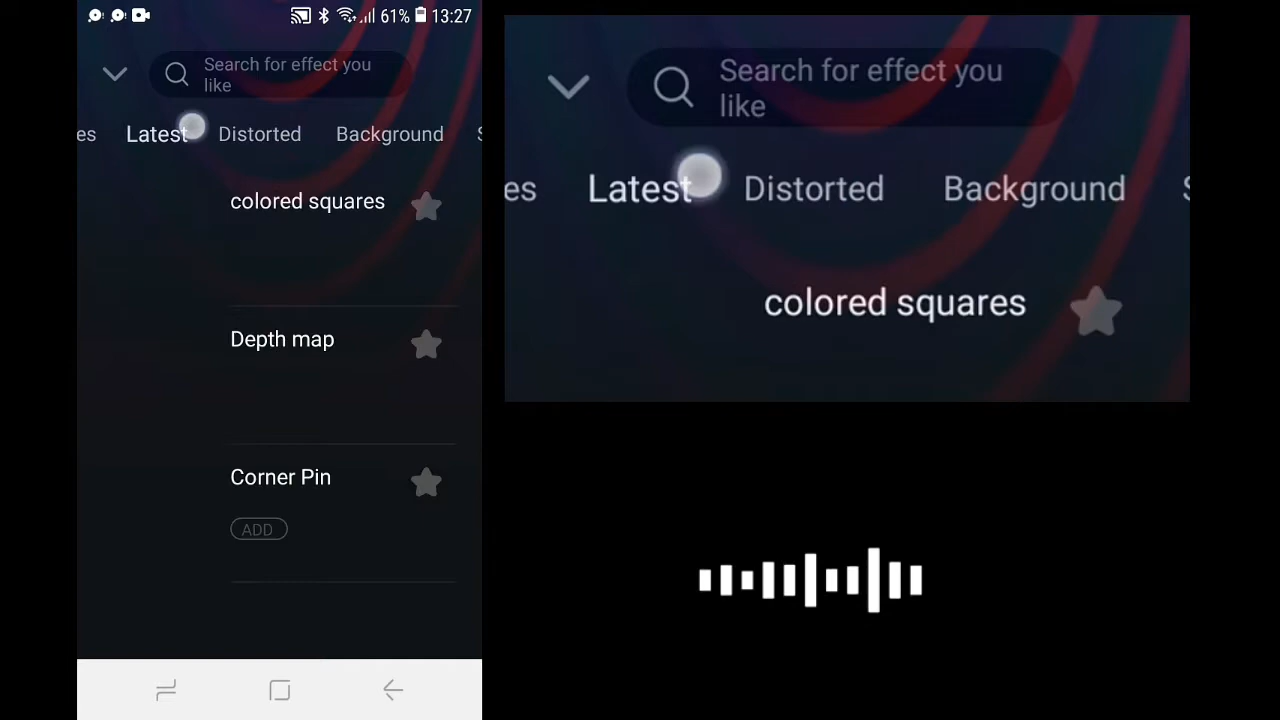 61% 13:27
Search for effect you
like
es Latest Distorted Background S
colored squares
Depth map
Corner Pin
ADD
Search for effect you
like
es Latest Distorted Background S
colored squares